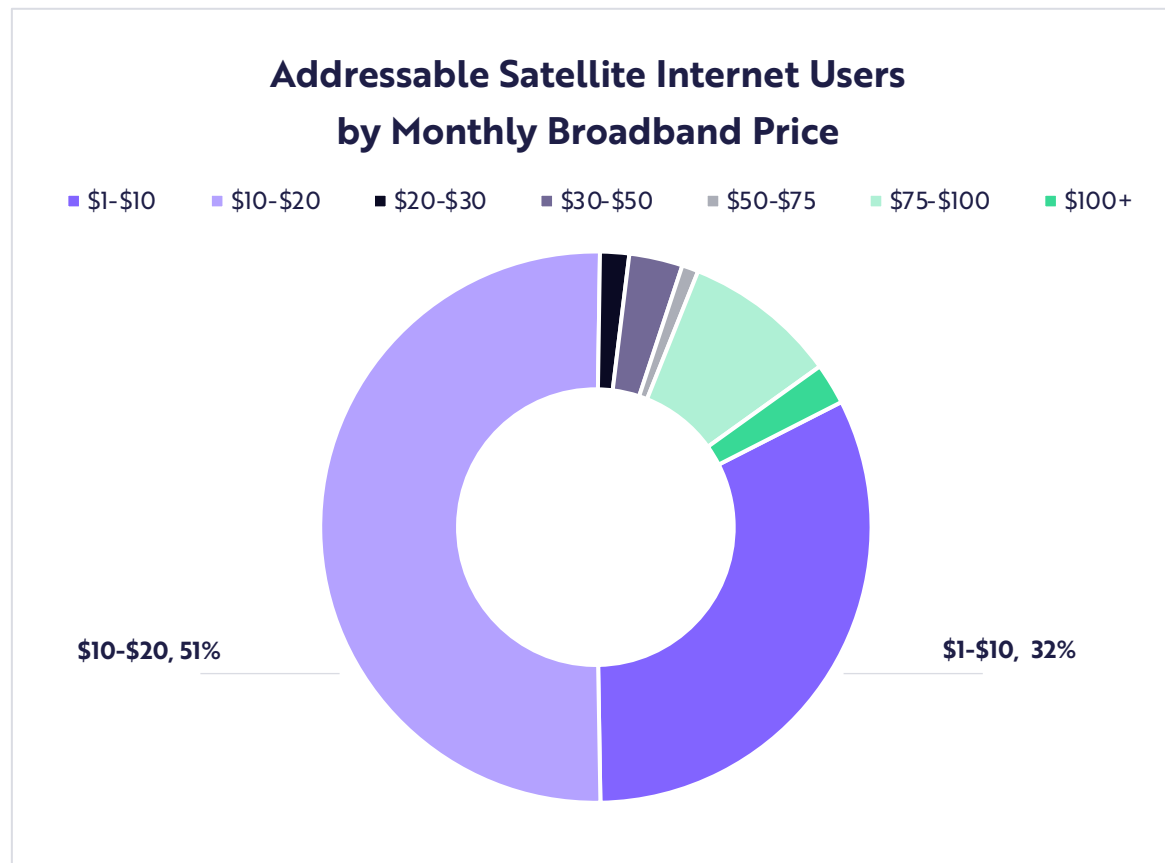 Addressable Satellite Internet Users
by Monthly Broadband Price
$1-$10 $10-$20 $20-$30 $30-$50 $50-$75 $75-$100 $100+
$10-$20, 51%
$1-$10, 32%